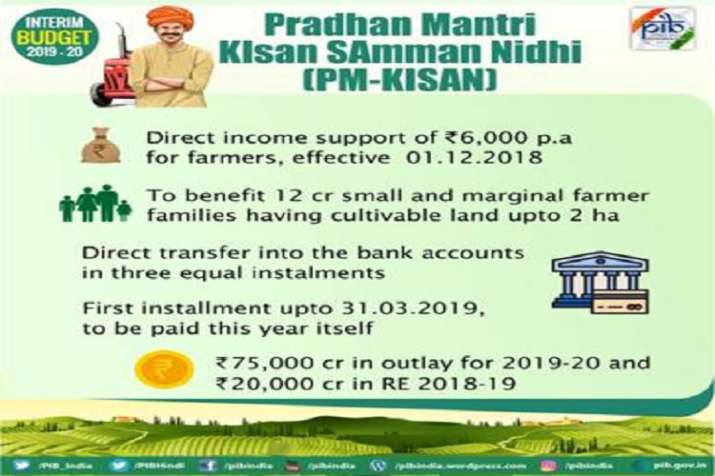 INTERIM
BUDGET
2019 - 20
Pradhan Mantri
KIsan SAmman Nidhi
(PM-KISAN)
pib
Direct income support of ₹6,000 p.a
for farmers, effective 01.12.2018
To benefit 12 cr small and marginal farmer
families having cultivable land upto 2 ha
Direct transfer into the bank accounts
in three equal instalments
First installment upto 31.03.2019,
to be paid this year itself
₹75,000 cr in outlay for 2019-20 and
₹20,000 cr in RE 2018-19
/PIB_India /PIBHindi /pibindia /pibindia pibindia.wordpress.com /pibindia pib.gov.in